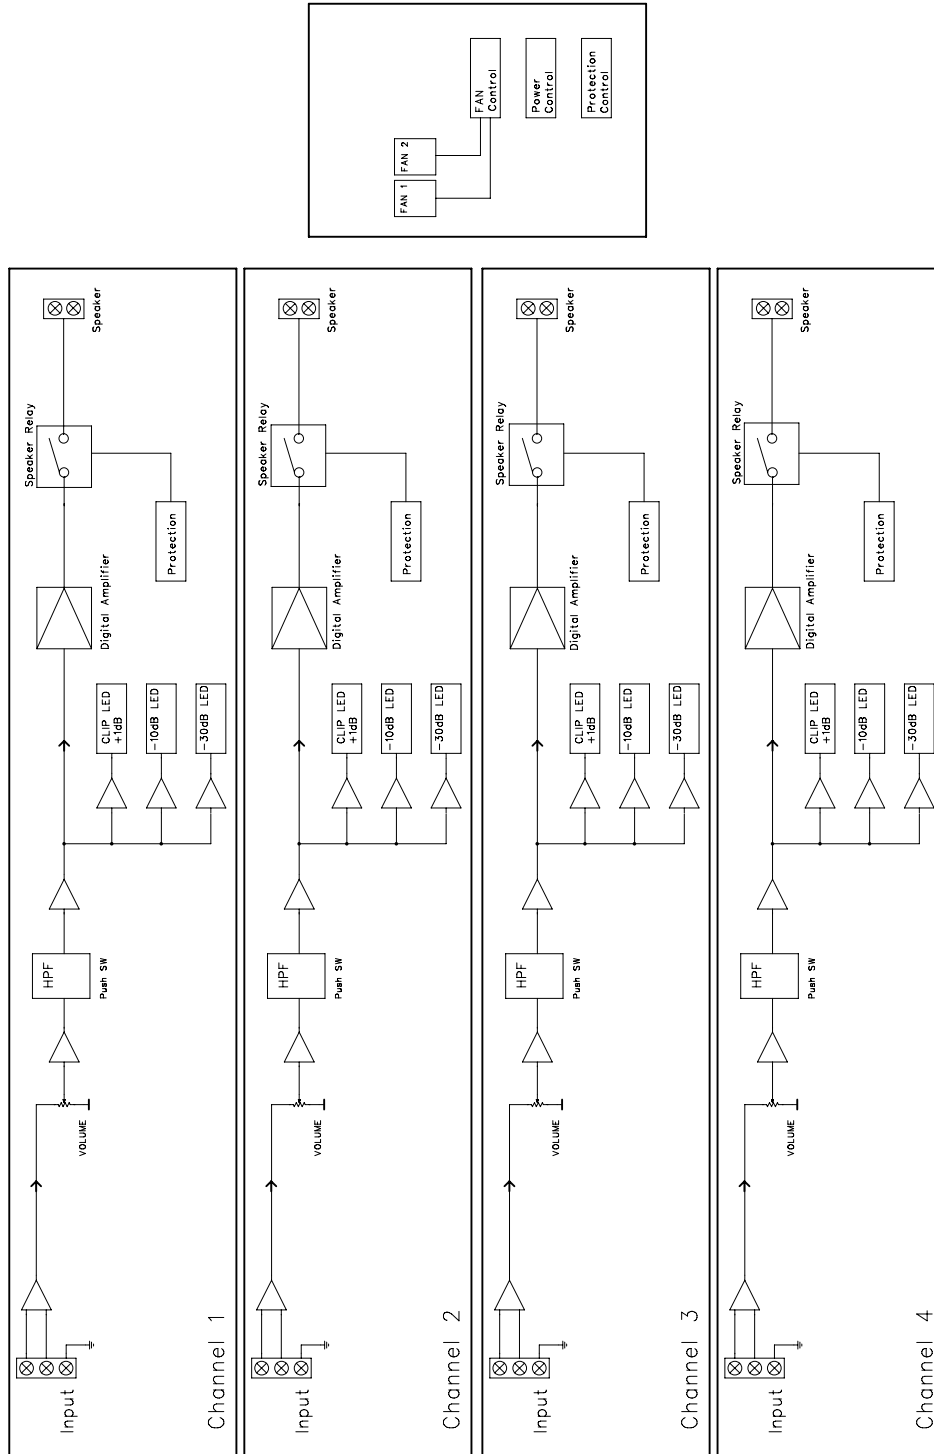 FAN 1
FAN 2
FAN
Control
Power
Control
Protection
Control
Input
VOLUME
HPF
Push SW
CLIP LED
+1dB
-10dB LED
-30dB LED
Digital Amplifier
Protection
Speaker Relay
Speaker
Channel 1
Input
VOLUME
HPF
Push SW
CLIP LED
+1dB
-10dB LED
-30dB LED
Digital Amplifier
Protection
Speaker Relay
Speaker
Channel 2
Input
VOLUME
HPF
Push SW
CLIP LED
+1dB
-10dB LED
-30dB LED
Digital Amplifier
Protection
Speaker Relay
Speaker
Channel 3
Input
VOLUME
HPF
Push SW
CLIP LED
+1dB
-10dB LED
-30dB LED
Digital Amplifier
Protection
Speaker Relay
Speaker
Channel 4